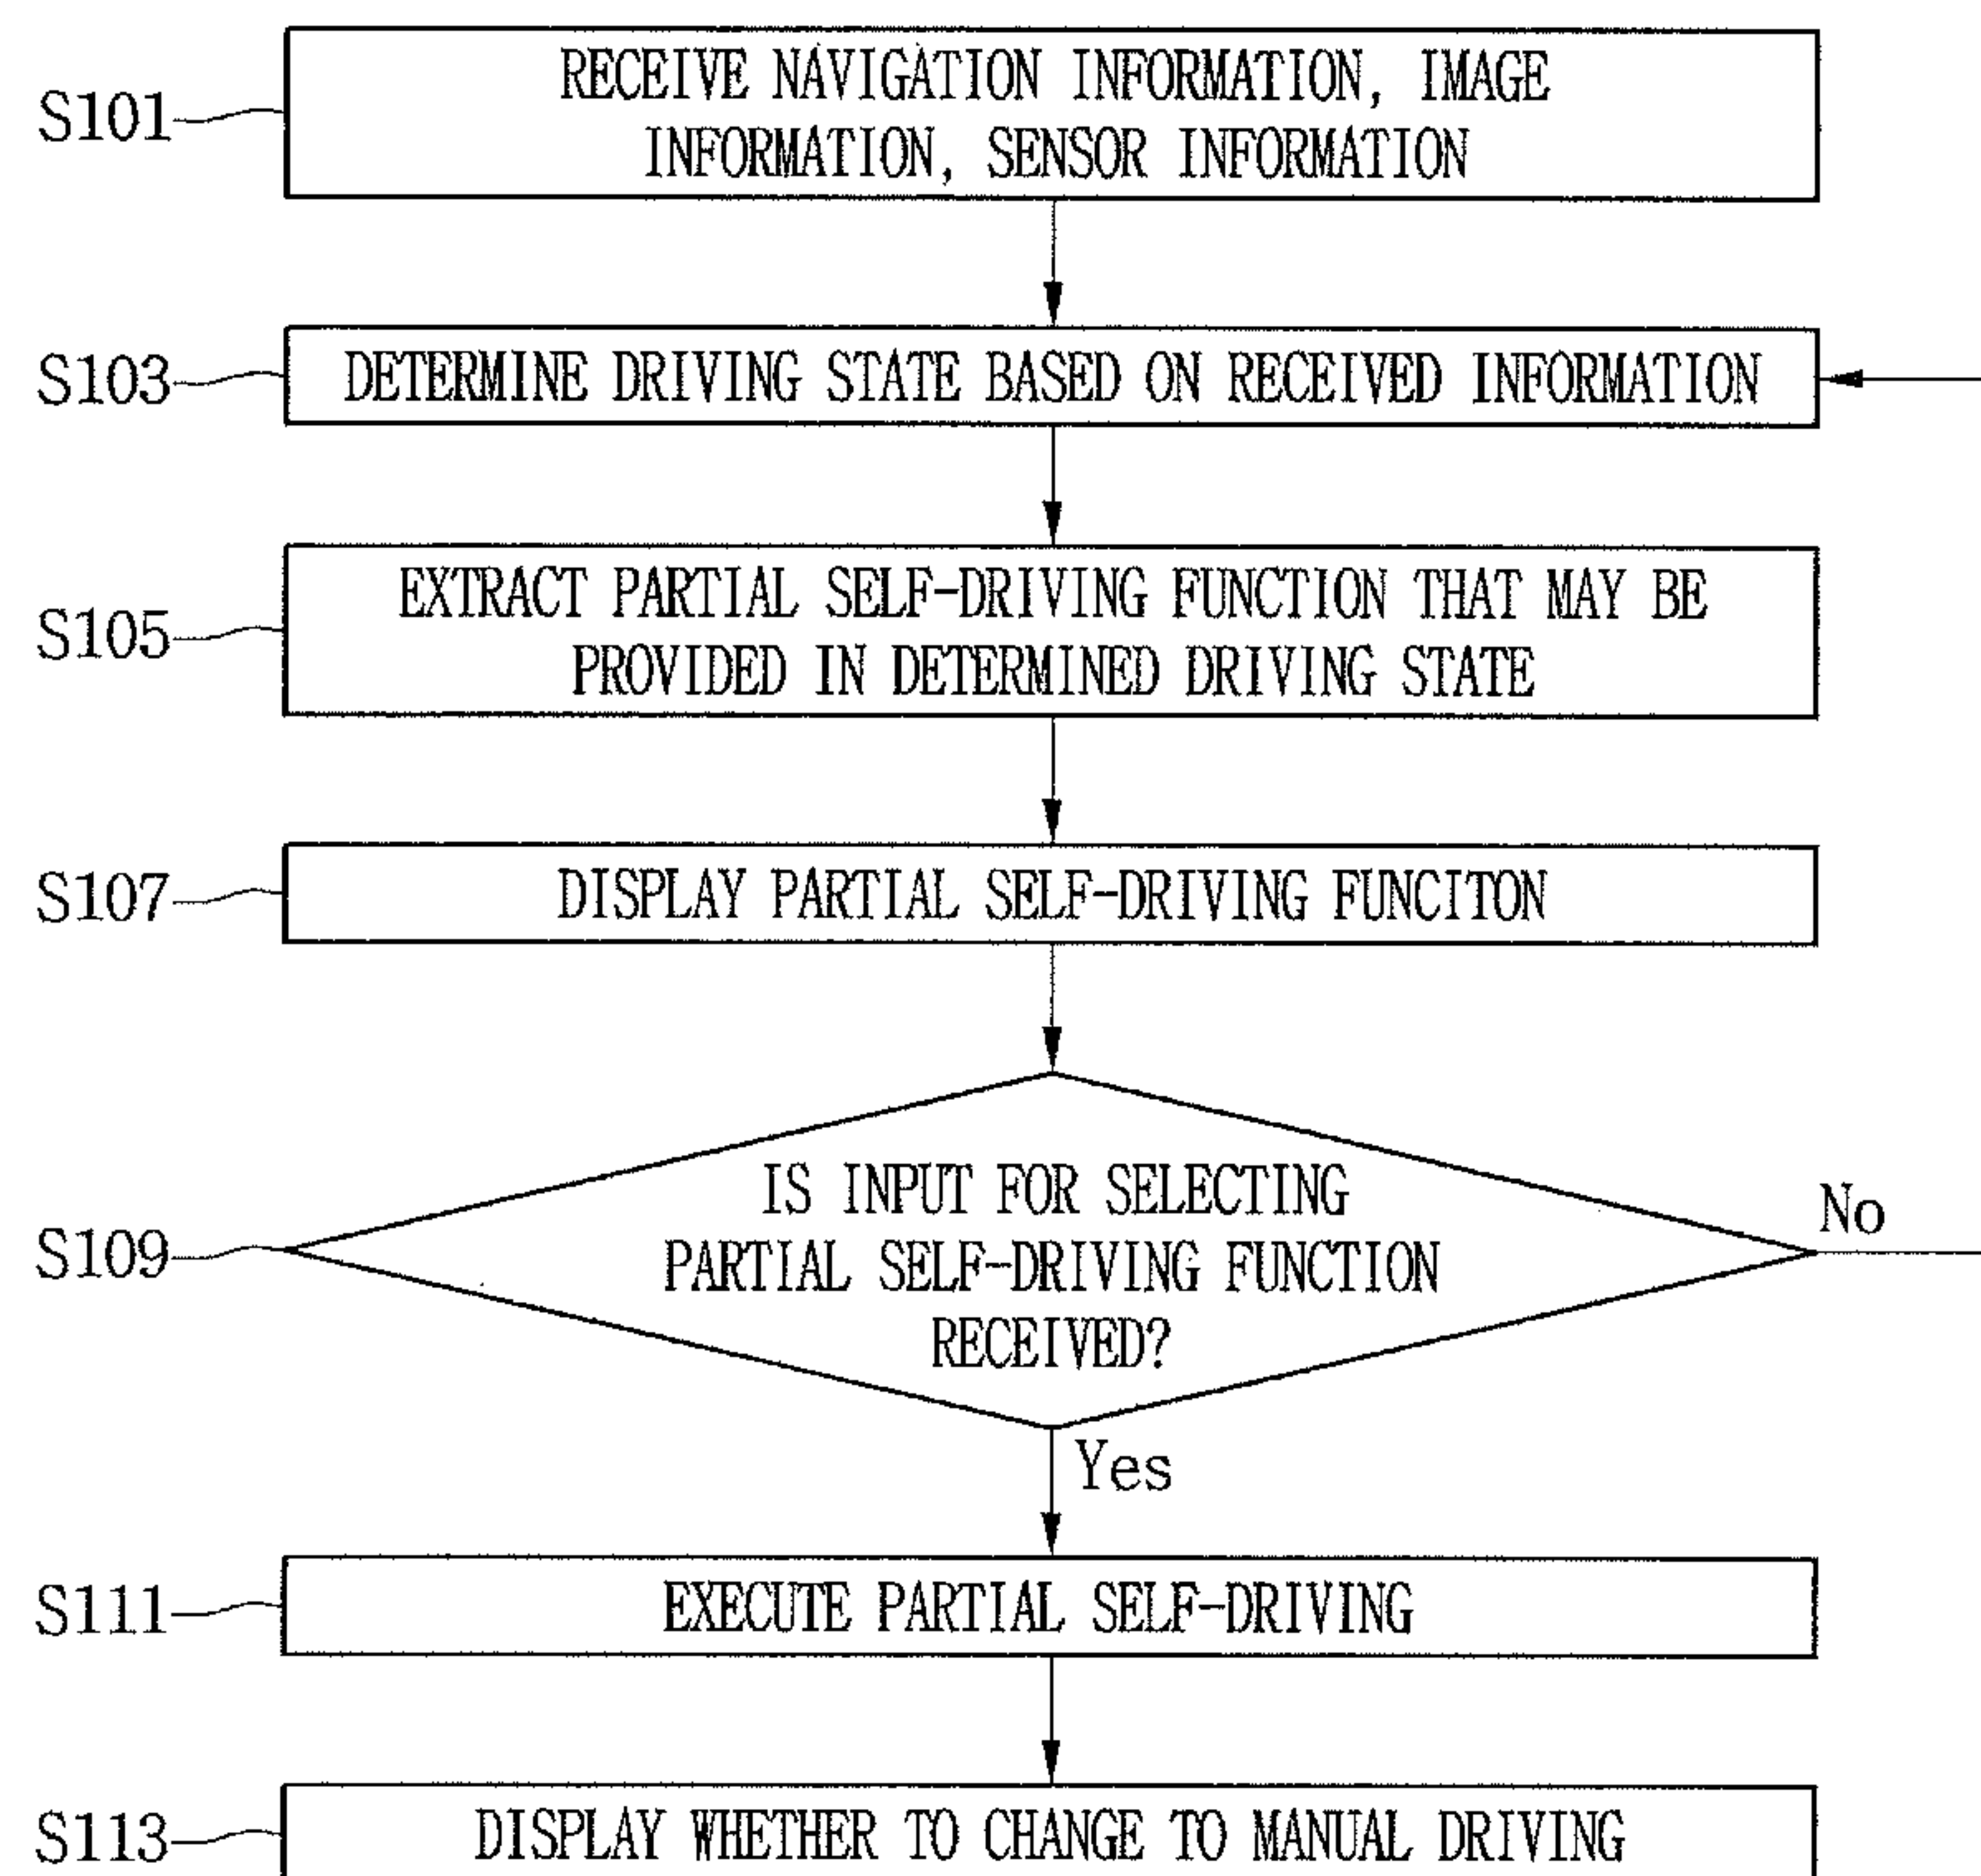 S101
RECEIVE NAVIGATION INFORMATION, IMAGE
INFORMATION, SENSOR INFORMATION
S103
DETERMINE DRIVING STATE BASED ON RECEIVED INFORMATION
S105
EXTRACT PARTIAL SELF-DRIVING FUNCTION THAT MAY BE
PROVIDED IN DETERMINED DRIVING STATE
S107
DISPLAY PARTIAL SELF-DRIVING FUNCITON
S109
IS INPUT FOR SELECTING
PARTIAL SELF-DRIVING FUNCTION
RECEIVED?
No
Yes
S111
EXECUTE PARTIAL SELF-DRIVING
S113
DISPLAY WHETHER TO CHANGE TO MANUAL DRIVING